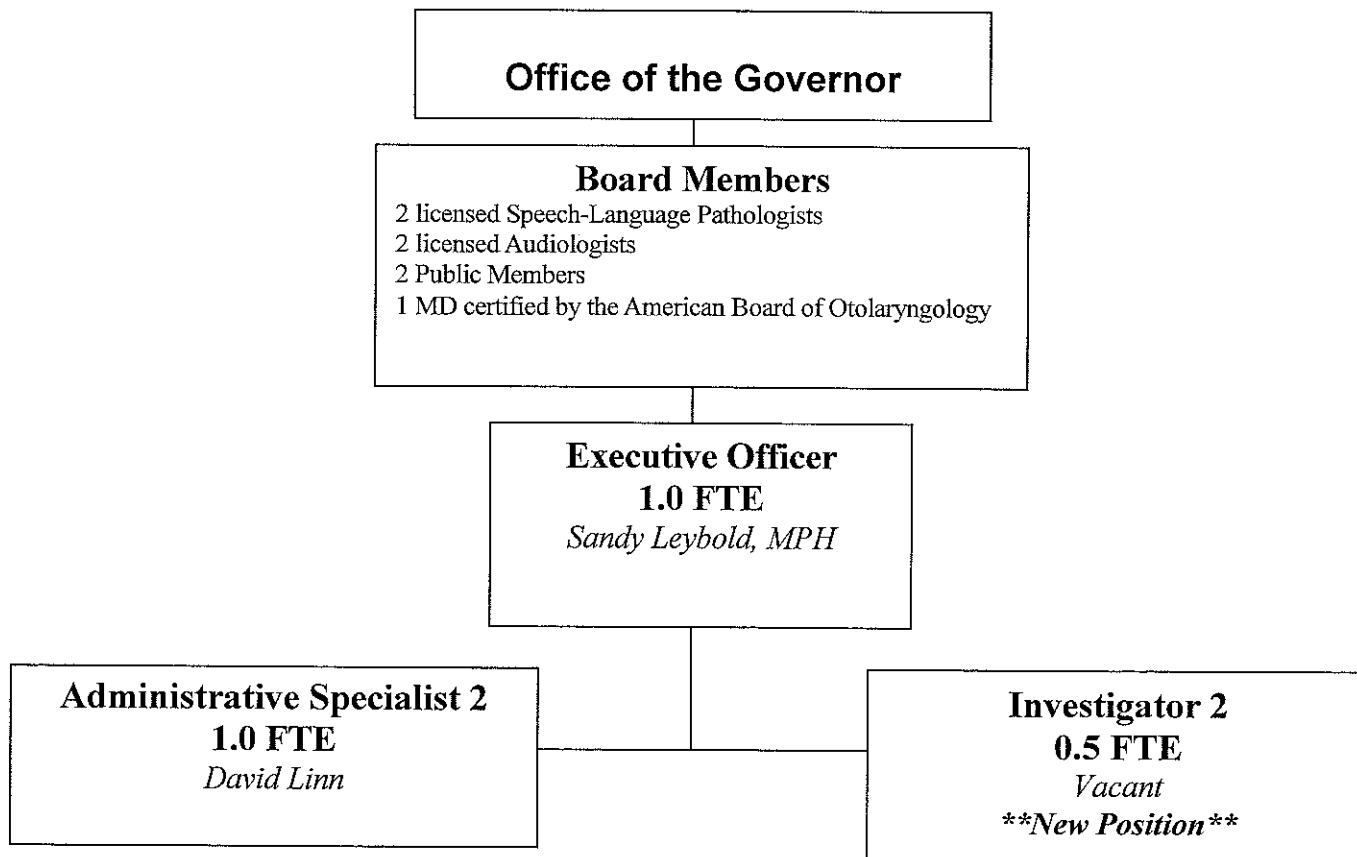 Office of the Governor
Board Members
2 licensed Speech-Language Pathologists
2 licensed Audiologists
2 Public Members
1 MD certified by the American Board of Otolaryngology
Executive Officer
1.0 FTE
Sandy Leybold, MPH
Administrative Specialist 2
1.0 FTE
David Linn
Investigator 2
0.5 FTE
Vacant
**New Position**